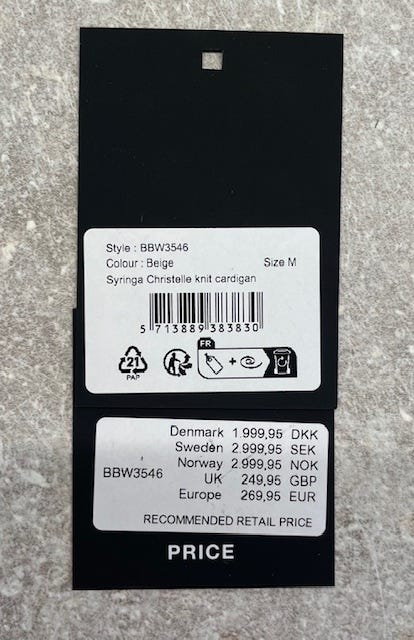 Style : BBW3546
Colour : Beige Size M
Syringa Christelle knit cardigan
5 713889 383830
21
PAP
FR
+
Denmark 1.999,95 DKK
Sweden 2.999,95 SEK
Norway 2.999,95 NOK
BBW3546
UK 249,95 GBP
Europe 269,95 EUR
RECOMMENDED RETAIL PRICE
PRICE